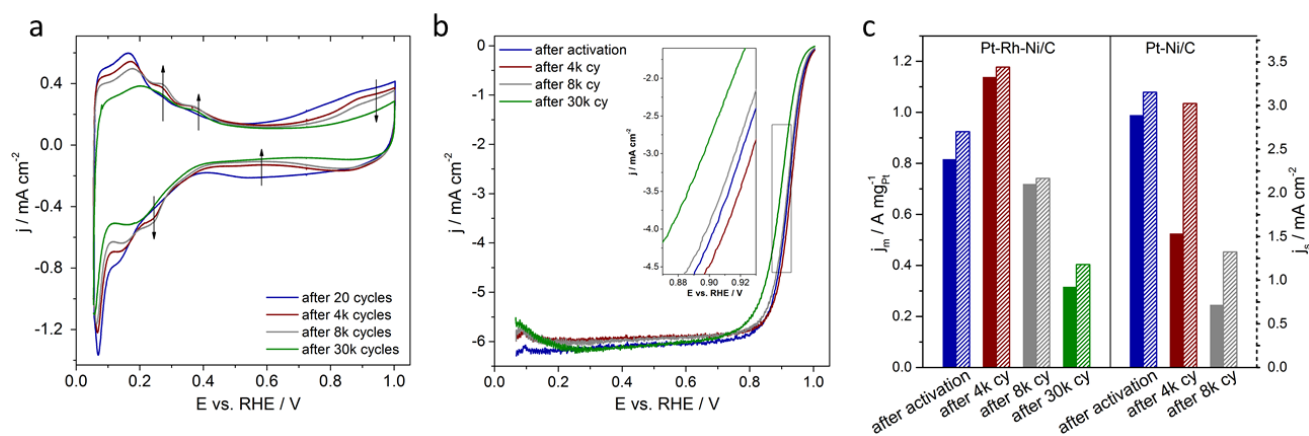 a
j / mA cm-2
0.4
0.0
-0.4
-0.8
-1.2
0.0 0.2 0.4 0.6 0.8 1.0
E vs. RHE / V
after 20 cycles
after 4k cycles
after 8k cycles
after 30k cycles
b
j / mA cm-2
0
-1
-2
-3
-4
-5
-6
0.0 0.2 0.4 0.6 0.8 1.0
E vs. RHE / V
after activation
after 4k cy
after 8k cy
after 30k cy
j / mA cm-2
-2.0
-2.5
-3.0
-3.5
-4.0
-4.5
0.88 0.90 0.92
E vs. RHE / V
c
Pt-Rh-Ni/C Pt-Ni/C
jm / A mgPt-1
1.2
1.0
0.8
0.6
0.4
0.2
0.0
js / mA cm-2
3.5
3.0
2.5
2.0
1.5
1.0
0.5
0.0
after activation
after 4k cy
after 8k cy
after 30k cy
after activation
after 4k cy
after 8k cy